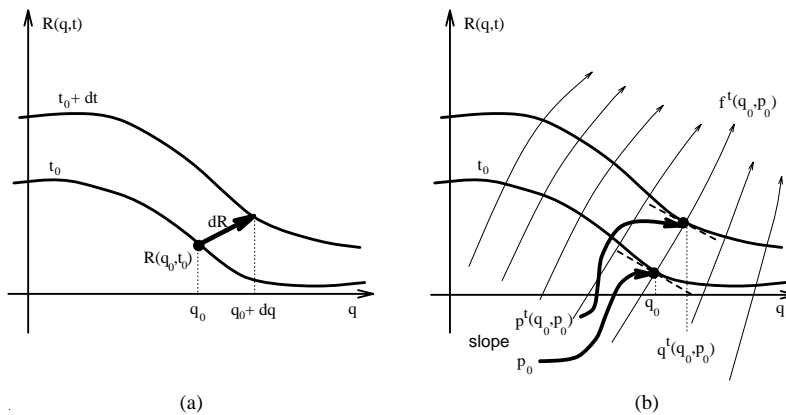 R(q,t)
t₀+ dt
t₀
dR
R(q₀,t₀)
q₀
q₀+ dq
q
(a)
R(q,t)
fᵗ(q₀,p₀)
t₀
q₀
q
pᵗ(q₀,p₀)
slope
qᵗ(q₀,p₀)
p₀
(b)